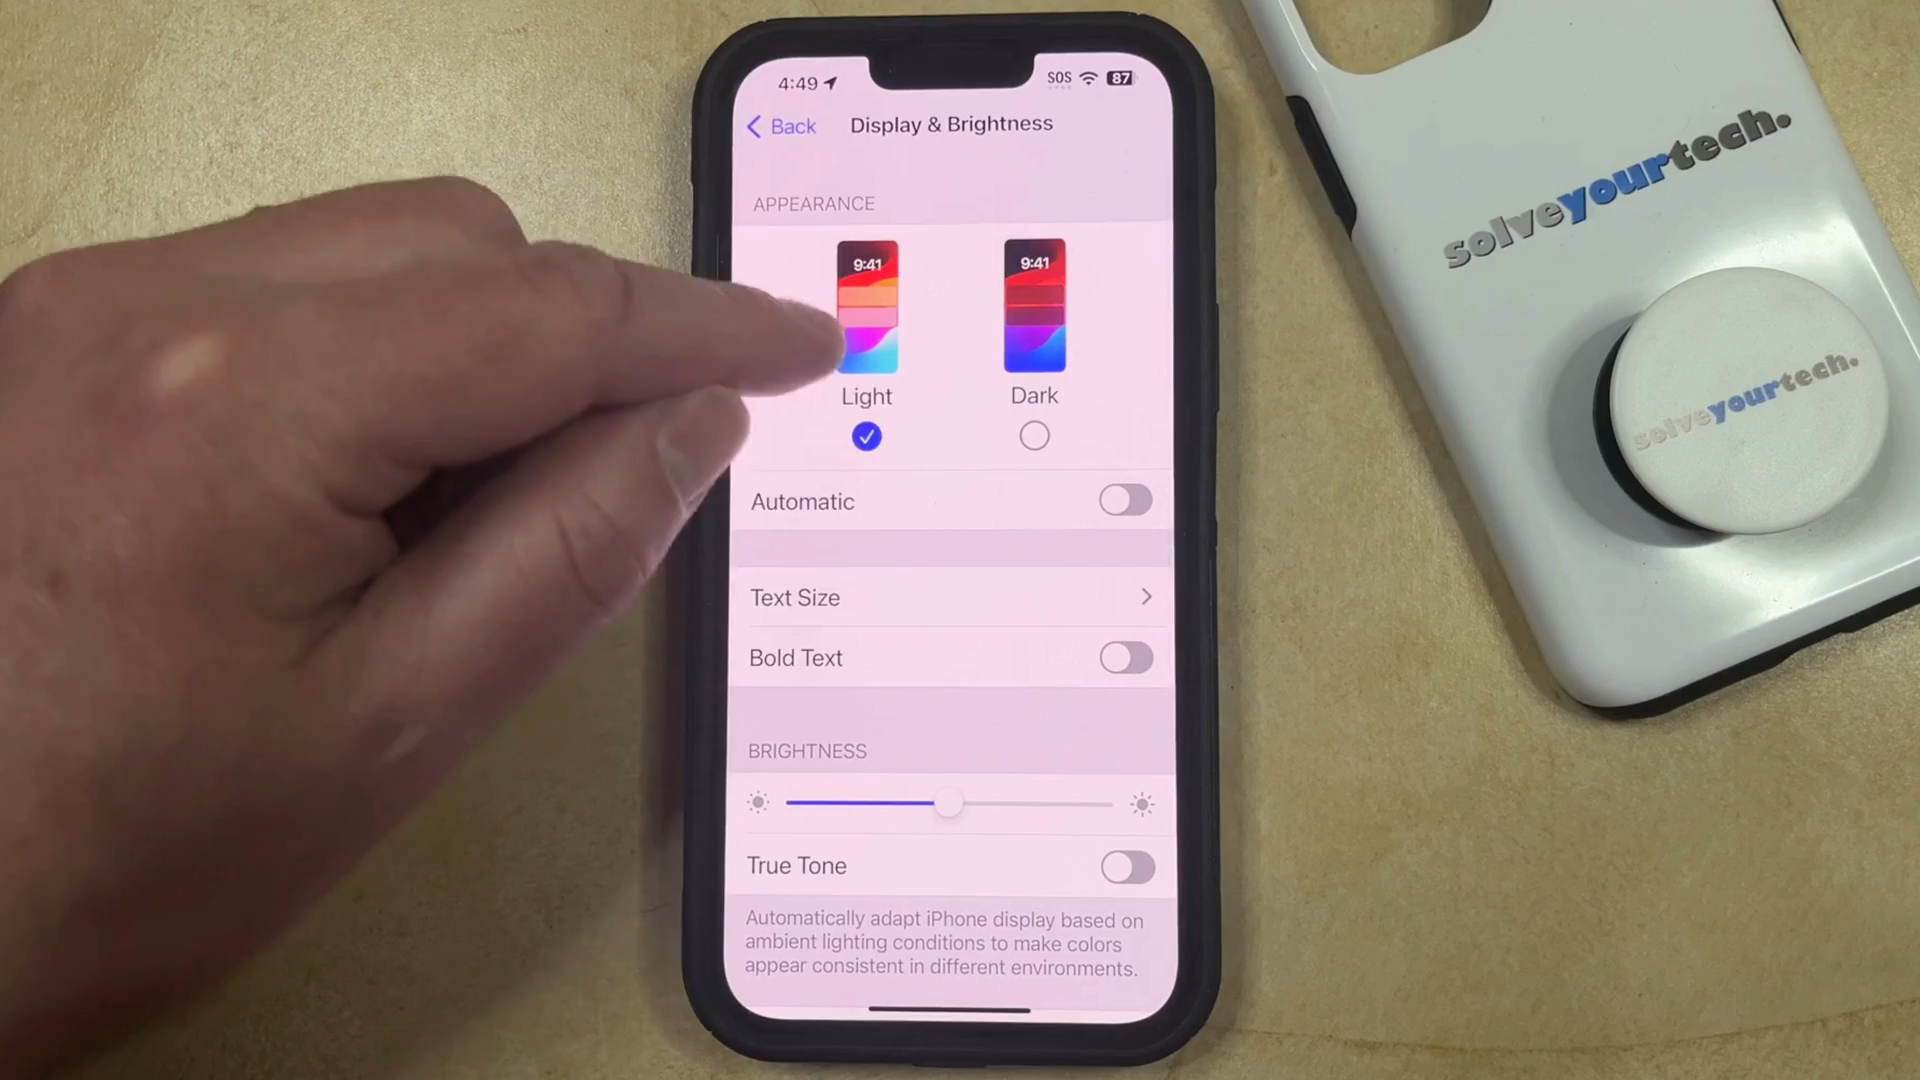 4:49
SOS
87
Back
Display & Brightness
APPEARANCE
9:41
9:41
Light
Dark
Automatic
Text Size
Bold Text
BRIGHTNESS
True Tone
Automatically adapt iPhone display based on
ambient lighting conditions to make colors
appear consistent in different environments.
solveyourtech.
solveyourtech.